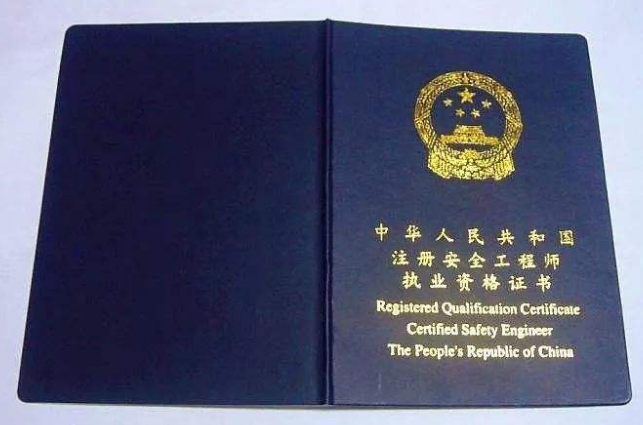 中华人民共和国
注册安全工程师
执业资格证书
Registered Qualification Certificate
Certified Safety Engineer
The People's Republic of China